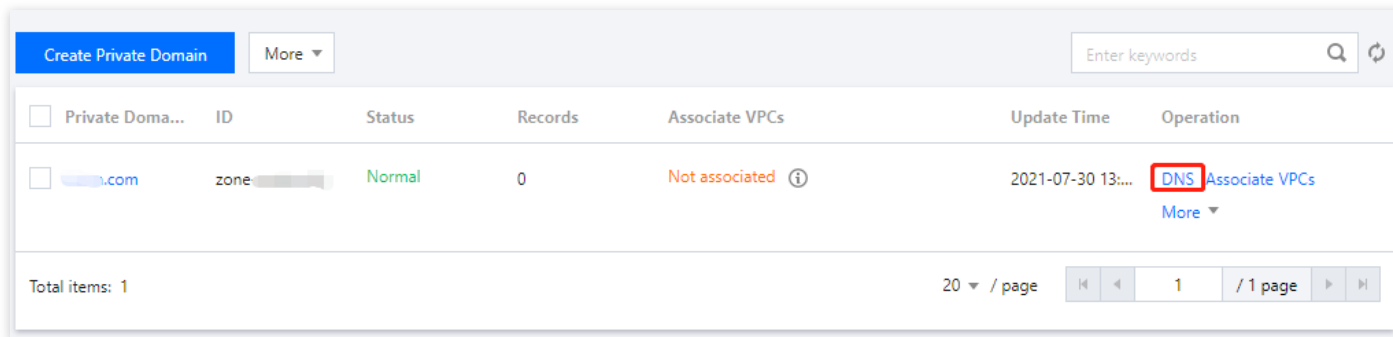 Create Private Domain More Enter keywords
Private Doma... ID Status Records Associate VPCs Update Time Operation
.com zone- Normal 0 Not associated 2021-07-30 13:... DNS Associate VPCs
More
Total items: 1 20 / page 1 / 1 page